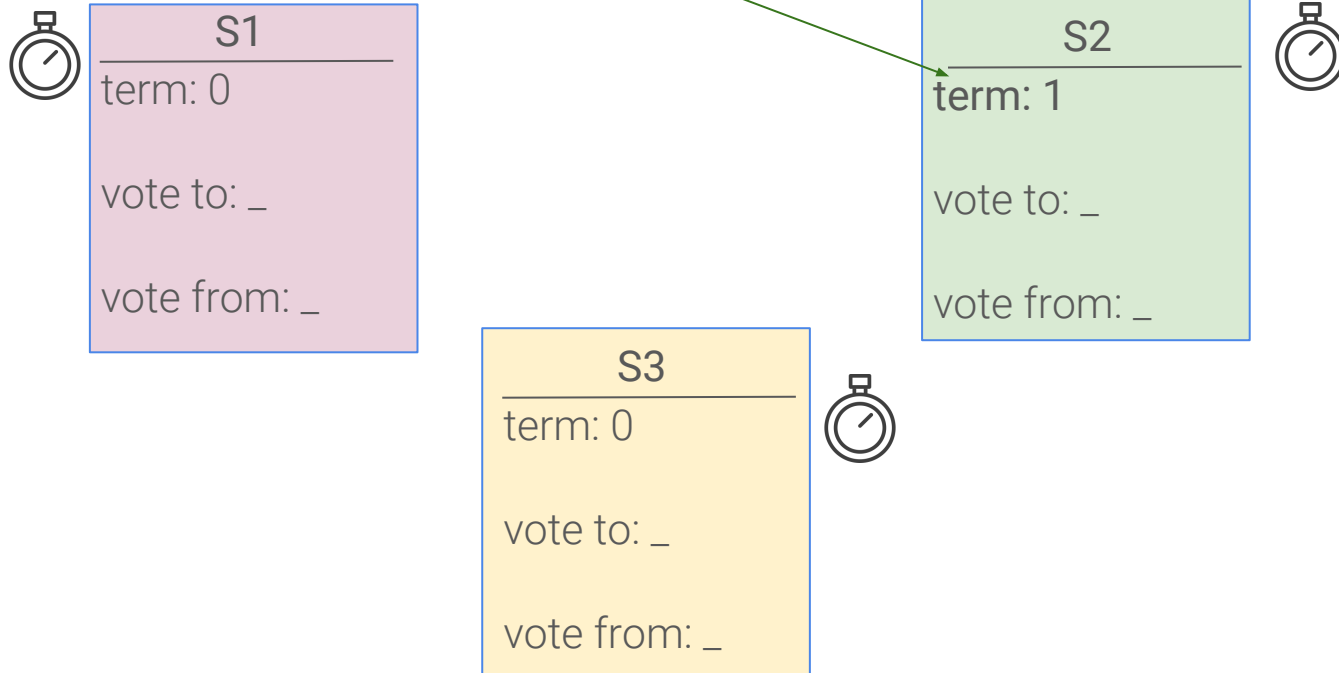 S1
term: 0
vote to: _
vote from: _
S2
term: 1
vote to: _
vote from: _
S3
term: 0
vote to: _
vote from: _